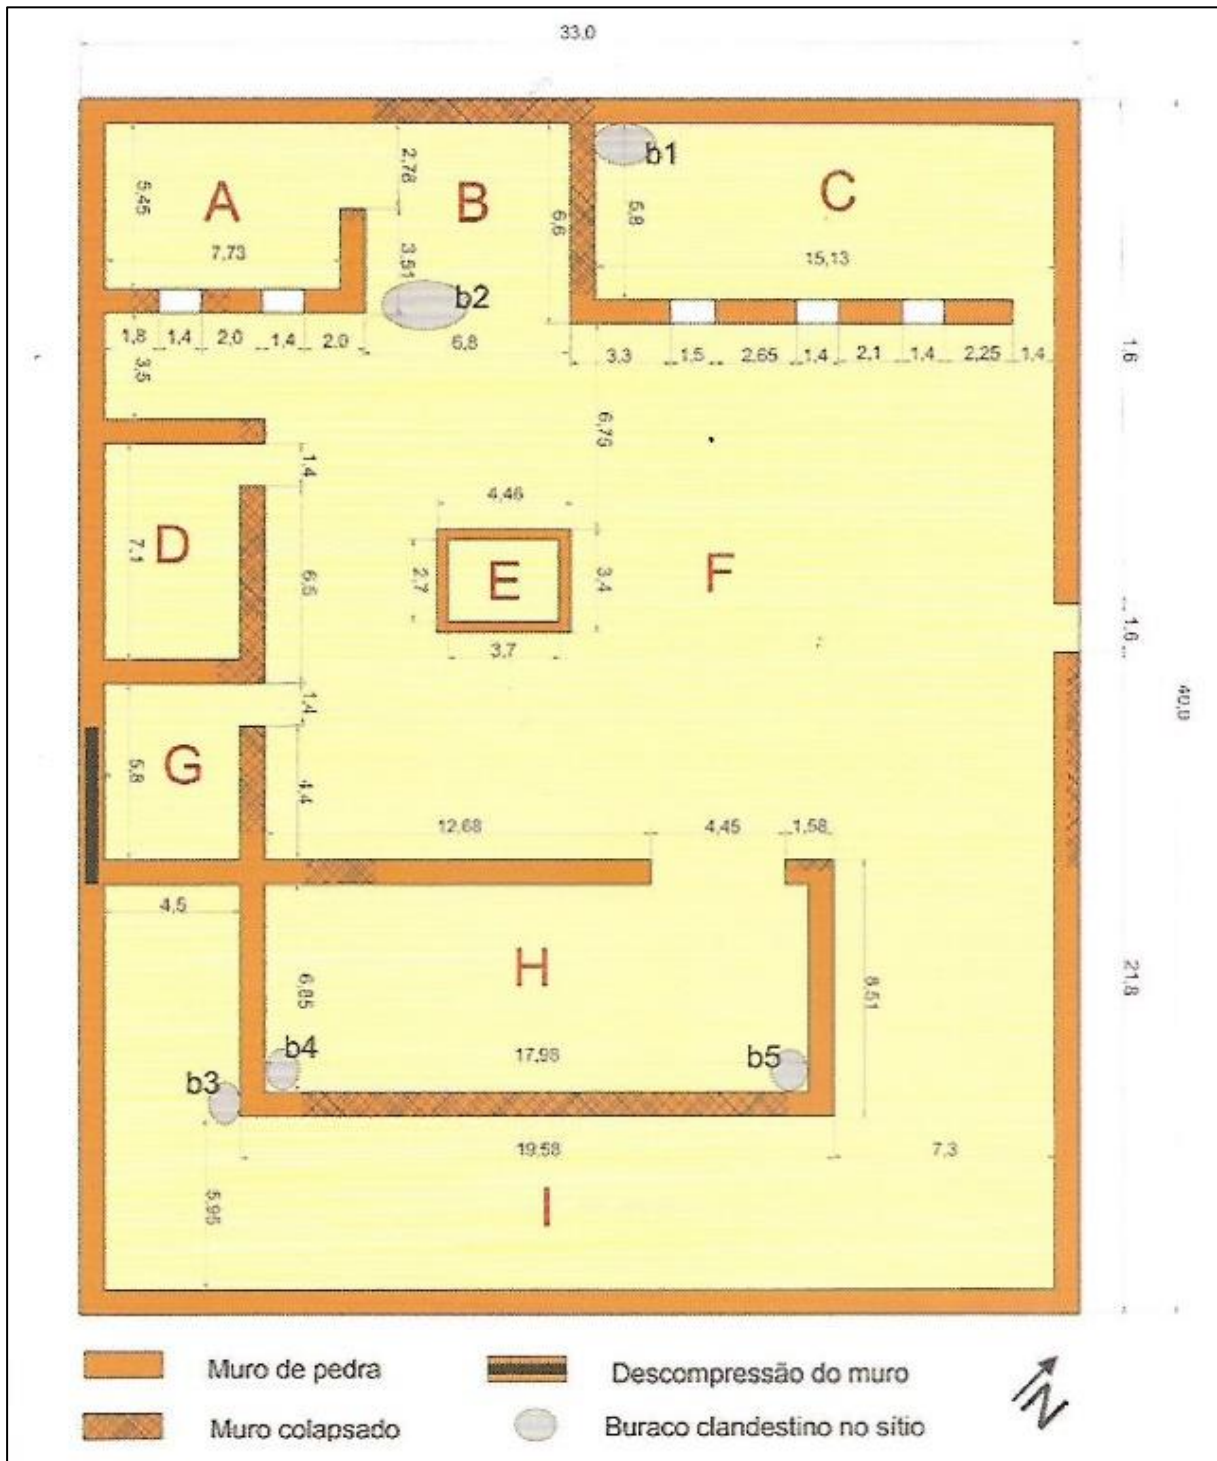 33,0
A
B
C
b1
5,45
2,78
6,6
5,8
7,73
3,51
15,13
b2
1,8 1,4 2,0 1,4 2,0 6,8 3,3 1,5 2,65 1,4 2,1 1,4 2,25 1,4
3,5
1,6
6,76
1,4
4,46
D
7,1
6,5
2,7
E
3,4
F
3,7
1,6
40,0
1,4
G
5,8
4,4
12,68 4,45 1,58
4,5
H
6,85
8,51
21,8
17,98
b4
b5
b3
19,58 7,3
5,95
I
Muro de pedra
Descompressão do muro
Muro colapsado
Buraco clandestino no sítio
N